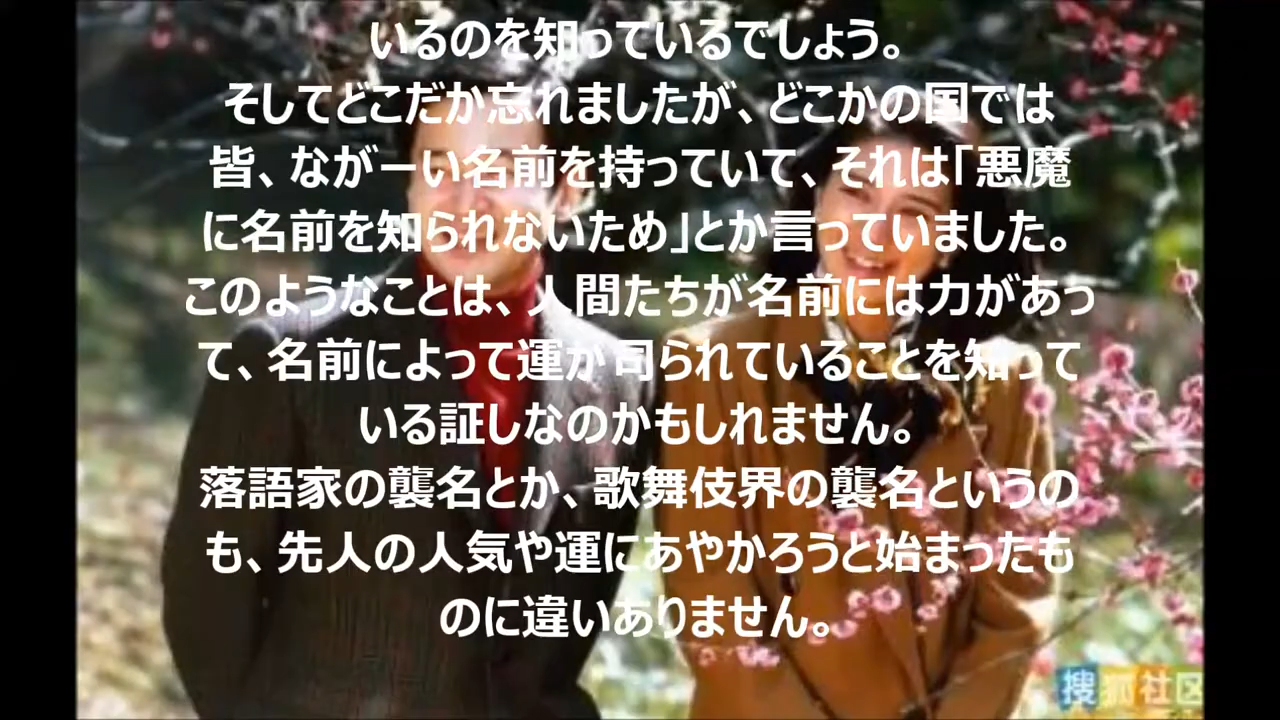 いるのを知っているでしょう。
そしてどこだか忘れましたが、どこかの国では
皆、ながーい名前を持っていて、それは「悪魔
に名前を知られないため」とか言っていました。
このようなことは、人間たちが名前には力があっ
て、名前によって運が司られていることを知って
いる証しなのかもしれません。
落語家の襲名とか、歌舞伎界の襲名というの
も、先人の人気や運にあやかろうと始まったも
のに違いありません。
搜狐社区